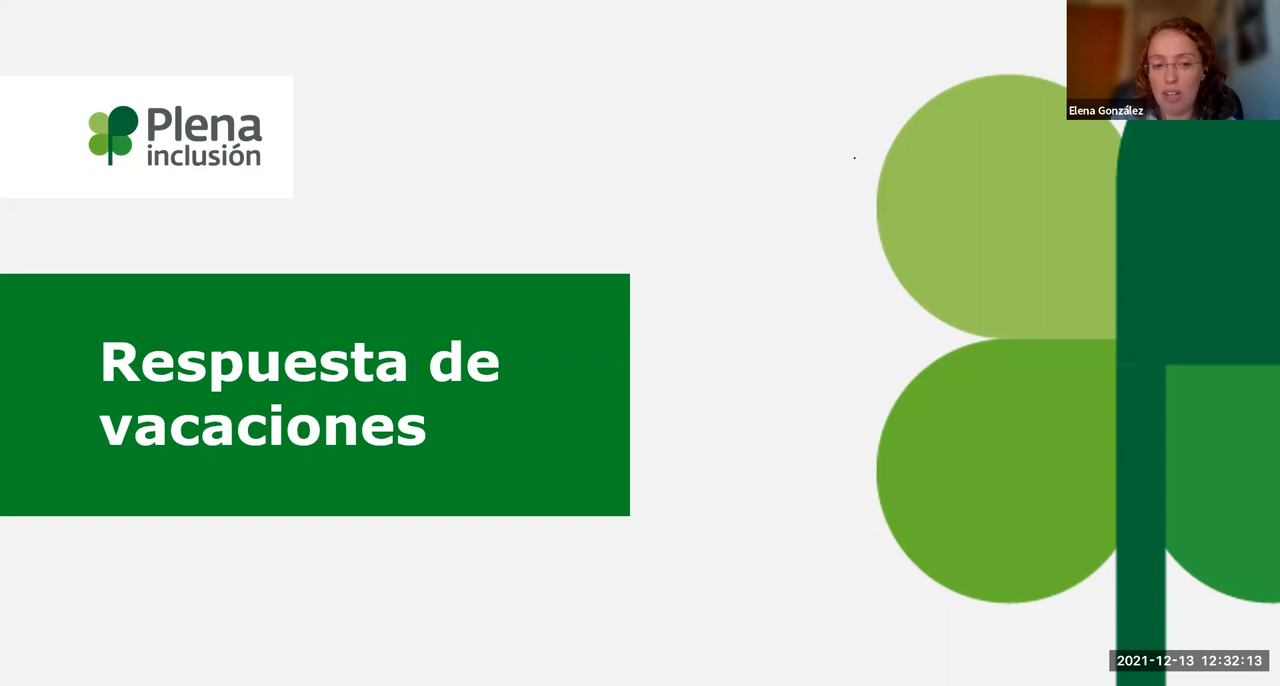 Plena
inclusión
Elena González
Respuesta de
vacaciones
2021-12-13 12:32:13